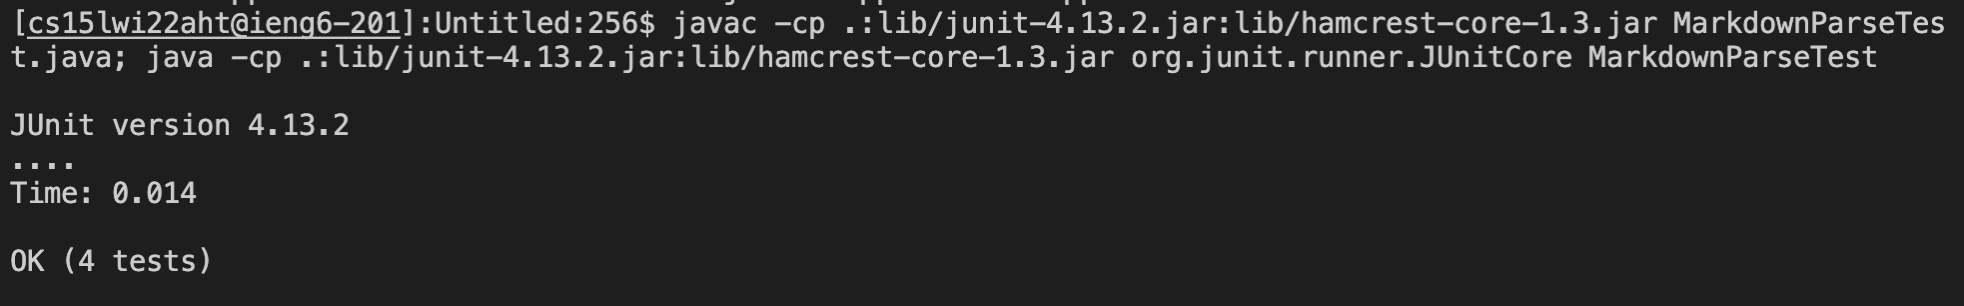 [cs15lwi22aht@ieng6-201]:Untitled:256$ javac -cp .:lib/junit-4.13.2.jar:lib/hamcrest-core-1.3.jar MarkdownParseTes
t.java; java -cp .:lib/junit-4.13.2.jar:lib/hamcrest-core-1.3.jar org.junit.runner.JUnitCore MarkdownParseTest
JUnit version 4.13.2
....
Time: 0.014
OK (4 tests)